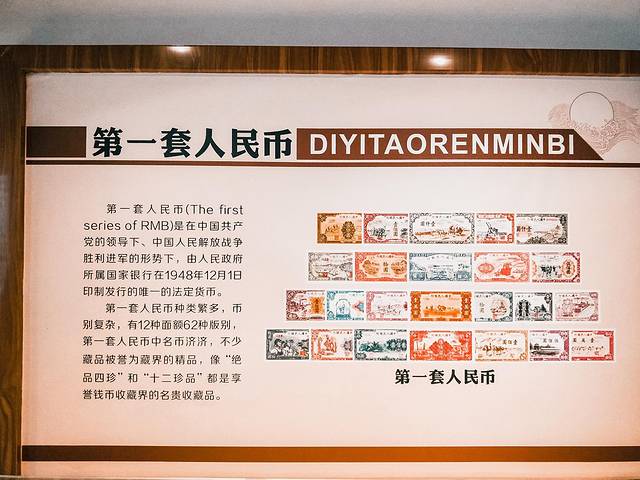 第一套人民币 DIYITAORENMINBI
第一套人民币(The first
series of RMB)是在中国共产
党的领导下、中国人民解放战争
胜利进军的形势下，由人民政府
所属国家银行在1948年12月1日
印制发行的唯一的法定货币。
第一套人民币种类繁多，币
别复杂，有12种面额62种版别，
第一套人民币中名币济济，不少
藏品被誉为藏界的精品，像“绝
品四珍”和“十二珍品”都是享
誉钱币收藏界的名贵收藏品。
第一套人民币